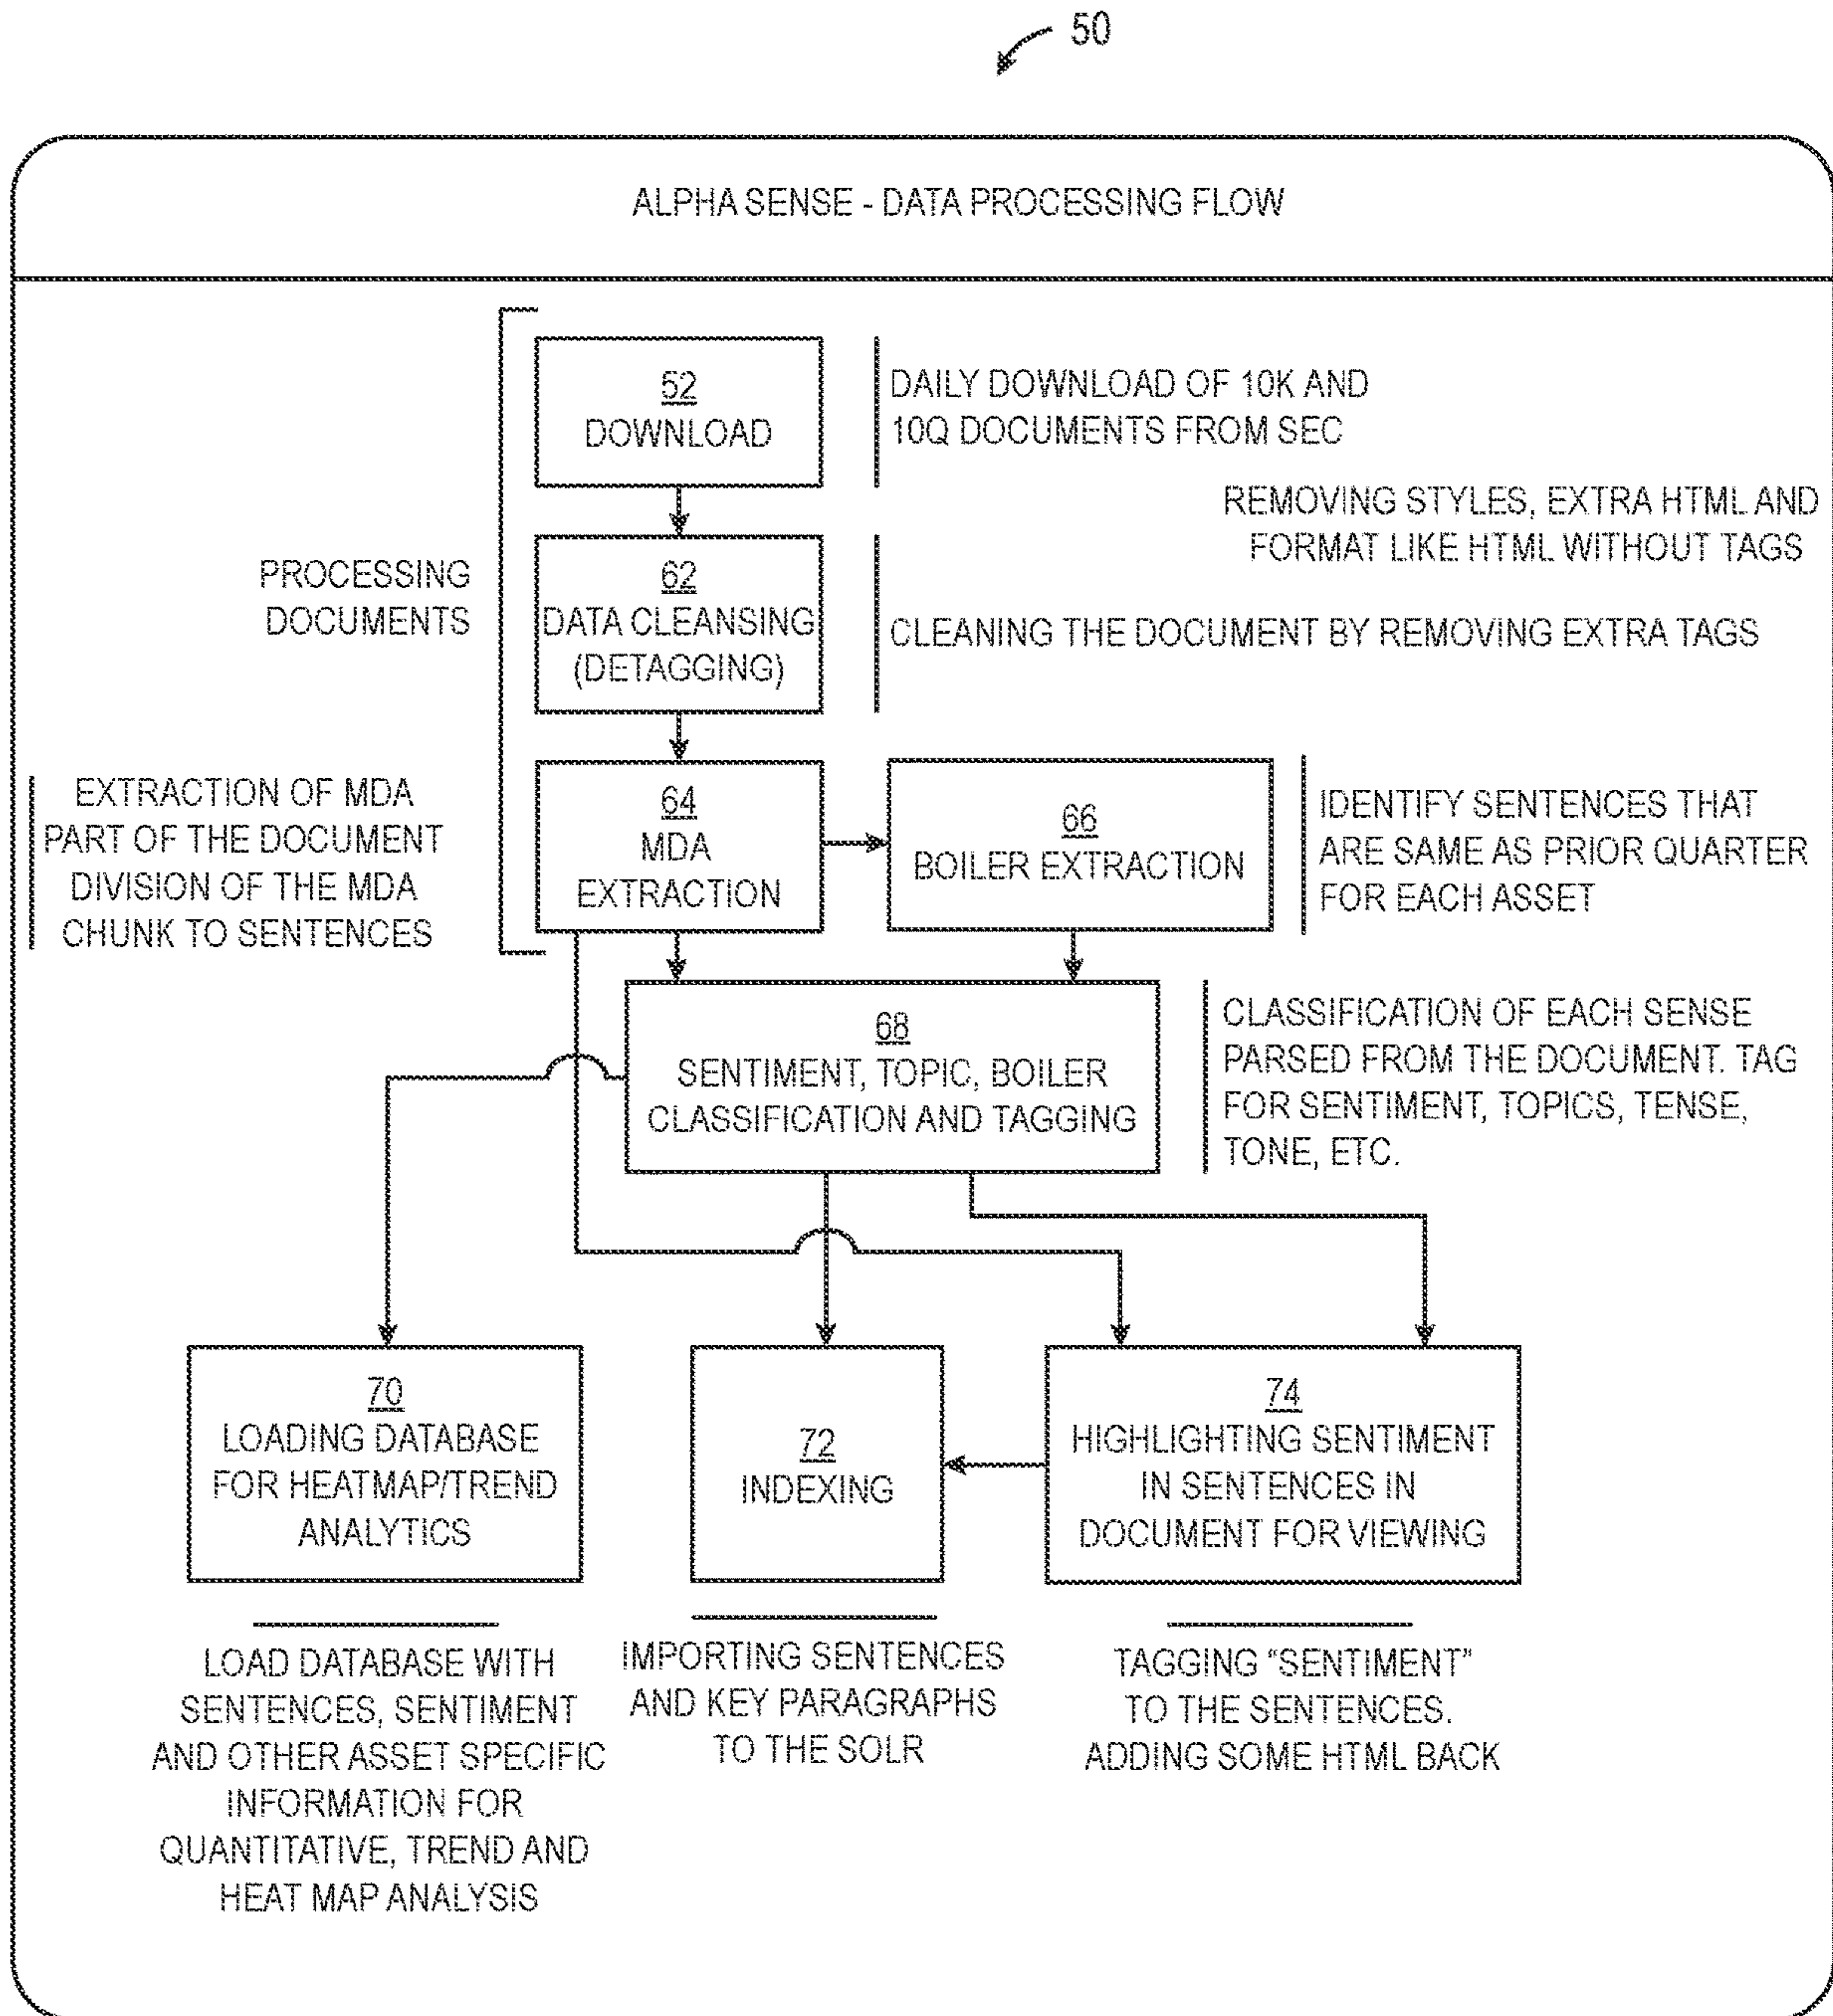 50
ALPHA SENSE - DATA PROCESSING FLOW
52
DOWNLOAD
DAILY DOWNLOAD OF 10K AND
10Q DOCUMENTS FROM SEC
REMOVING STYLES, EXTRA HTML AND
FORMAT LIKE HTML WITHOUT TAGS
PROCESSING
DOCUMENTS
62
DATA CLEANSING
(DETAGGING)
CLEANING THE DOCUMENT BY REMOVING EXTRA TAGS
EXTRACTION OF MDA
PART OF THE DOCUMENT
DIVISION OF THE MDA
CHUNK TO SENTENCES
64
MDA
EXTRACTION
66
BOILER EXTRACTION
IDENTIFY SENTENCES THAT
ARE SAME AS PRIOR QUARTER
FOR EACH ASSET
68
SENTIMENT, TOPIC, BOILER
CLASSIFICATION AND TAGGING
CLASSIFICATION OF EACH SENSE
PARSED FROM THE DOCUMENT. TAG
FOR SENTIMENT, TOPICS, TENSE,
TONE, ETC.
70
LOADING DATABASE
FOR HEATMAP/TREND
ANALYTICS
72
INDEXING
74
HIGHLIGHTING SENTIMENT
IN SENTENCES IN
DOCUMENT FOR VIEWING
LOAD DATABASE WITH
SENTENCES, SENTIMENT
AND OTHER ASSET SPECIFIC
INFORMATION FOR
QUANTITATIVE, TREND AND
HEAT MAP ANALYSIS
IMPORTING SENTENCES
AND KEY PARAGRAPHS
TO THE SOLR
TAGGING “SENTIMENT”
TO THE SENTENCES.
ADDING SOME HTML BACK